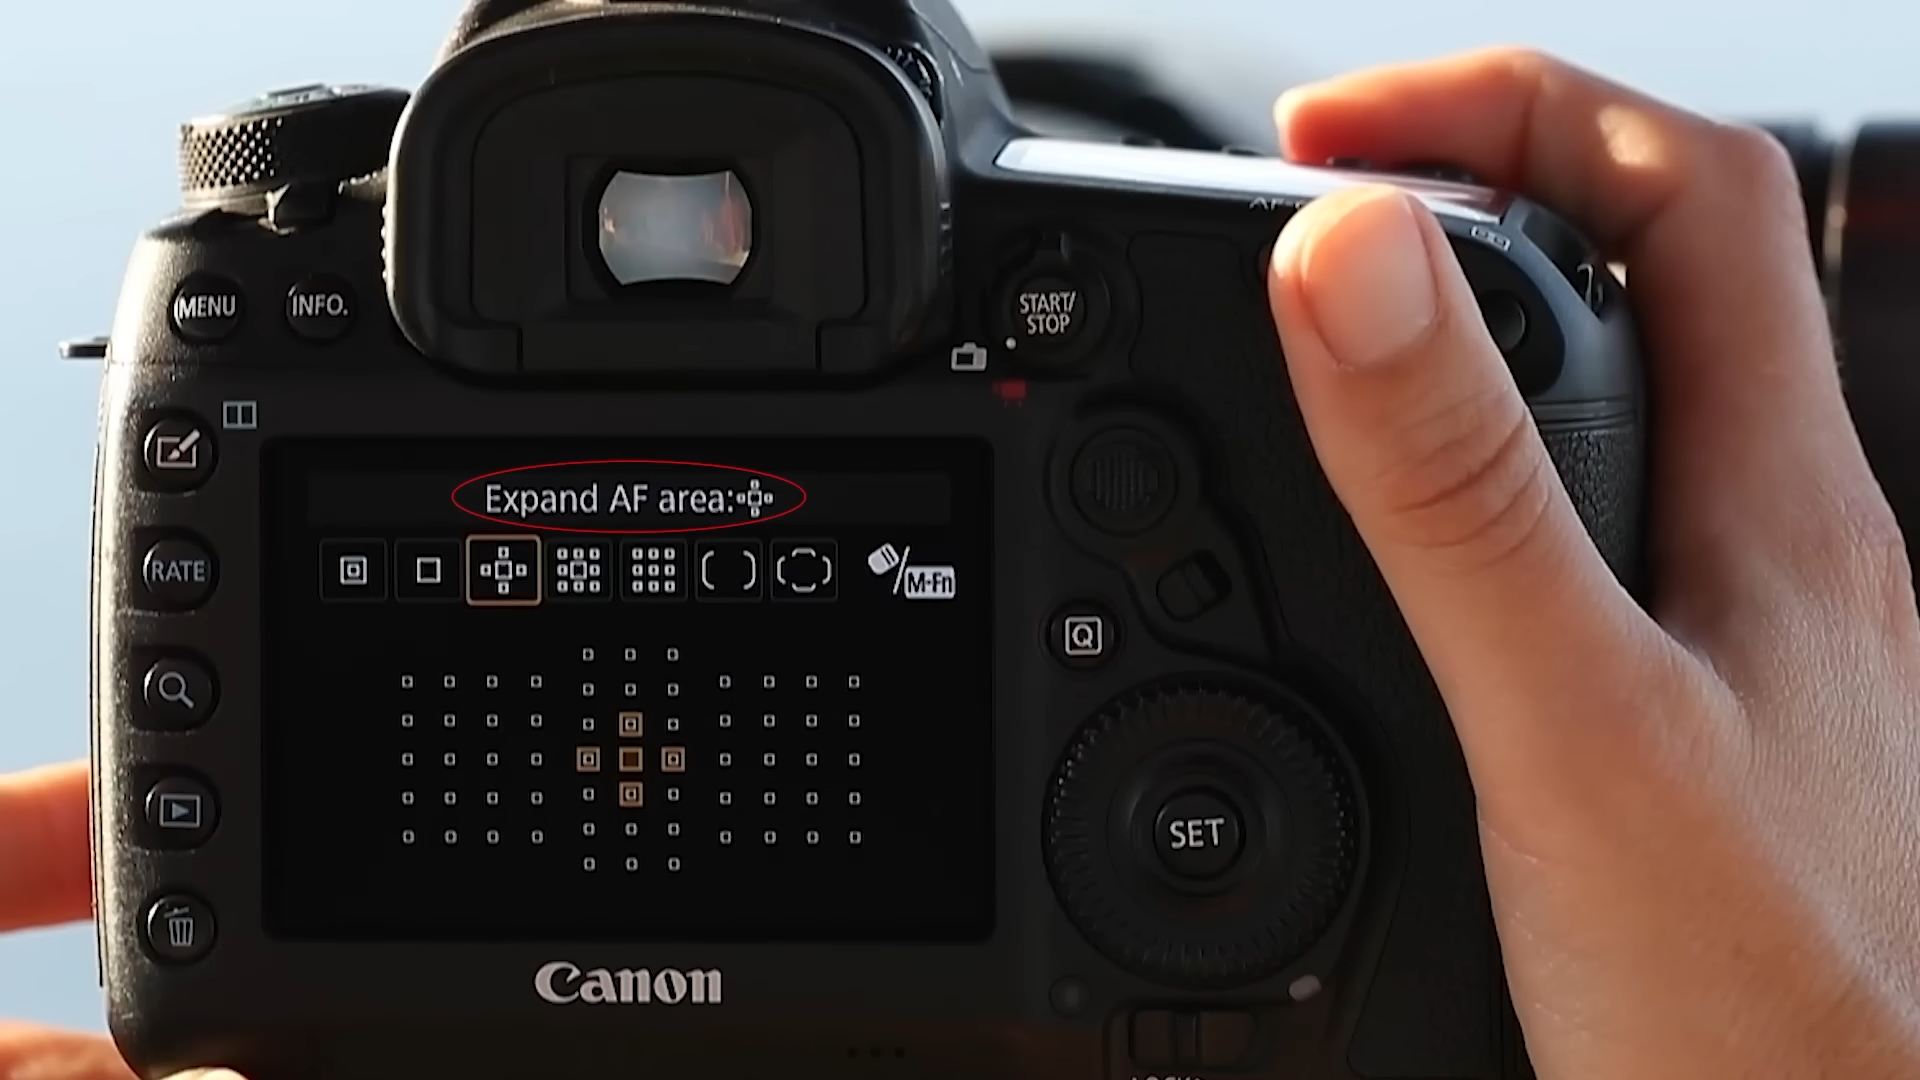 MENU
INFO.
START/
STOP
Expand AF area:
M-Fn
RATE
Q
SET
Canon